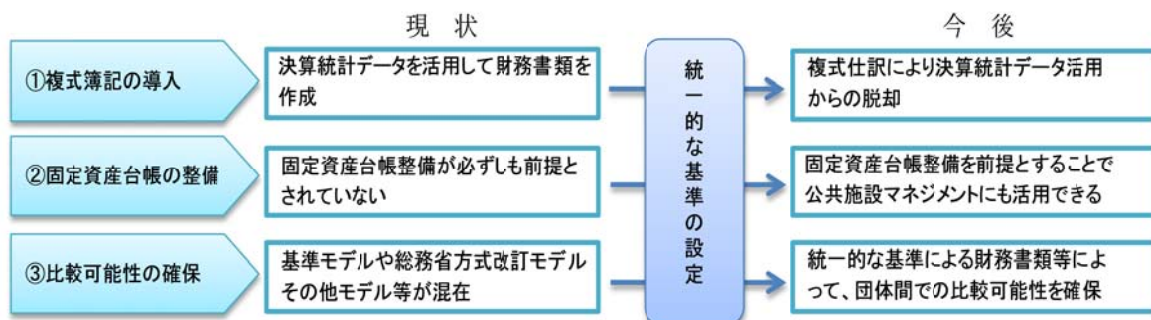 現 状
今 後
①複式簿記の導入
決算統計データを活用して財務書類を
作成
複式仕訳により決算統計データ活用
からの脱却
②固定資産台帳の整備
固定資産台帳整備が必ずしも前提と
されていない
固定資産台帳整備を前提とすることで
公共施設マネジメントにも活用できる
③比較可能性の確保
基準モデルや総務省方式改訂モデル
その他モデル等が混在
統一的な基準による財務書類等によ
って、団体間での比較可能性を確保
統一的な基準の設定